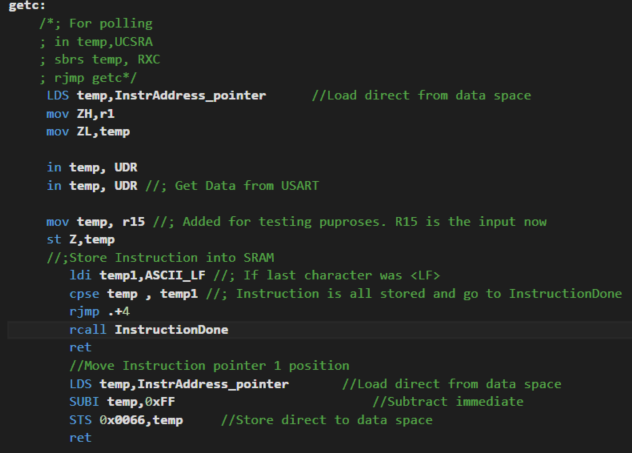 getc:
/*; For polling
; in temp,UCSRA
; sbrs temp, RXC
; rjmp getc*/
LDS temp,InstrAddress_pointer //Load direct from data space
mov ZH,r1
mov ZL,temp
in temp, UDR
in temp, UDR //; Get Data from USART
mov temp, r15 //; Added for testing puproses. R15 is the input now
st Z,temp
//;Store Instruction into SRAM
ldi temp1,ASCII_LF //; If last character was <LF>
cpse temp , temp1 //; Instruction is all stored and go to InstructionDone
rjmp .+4
rcall InstructionDone
ret
//Move Instruction pointer 1 position
LDS temp,InstrAddress_pointer //Load direct from data space
SUBI temp,0xFF //Subtract immediate
STS 0x0066,temp //Store direct to data space
ret